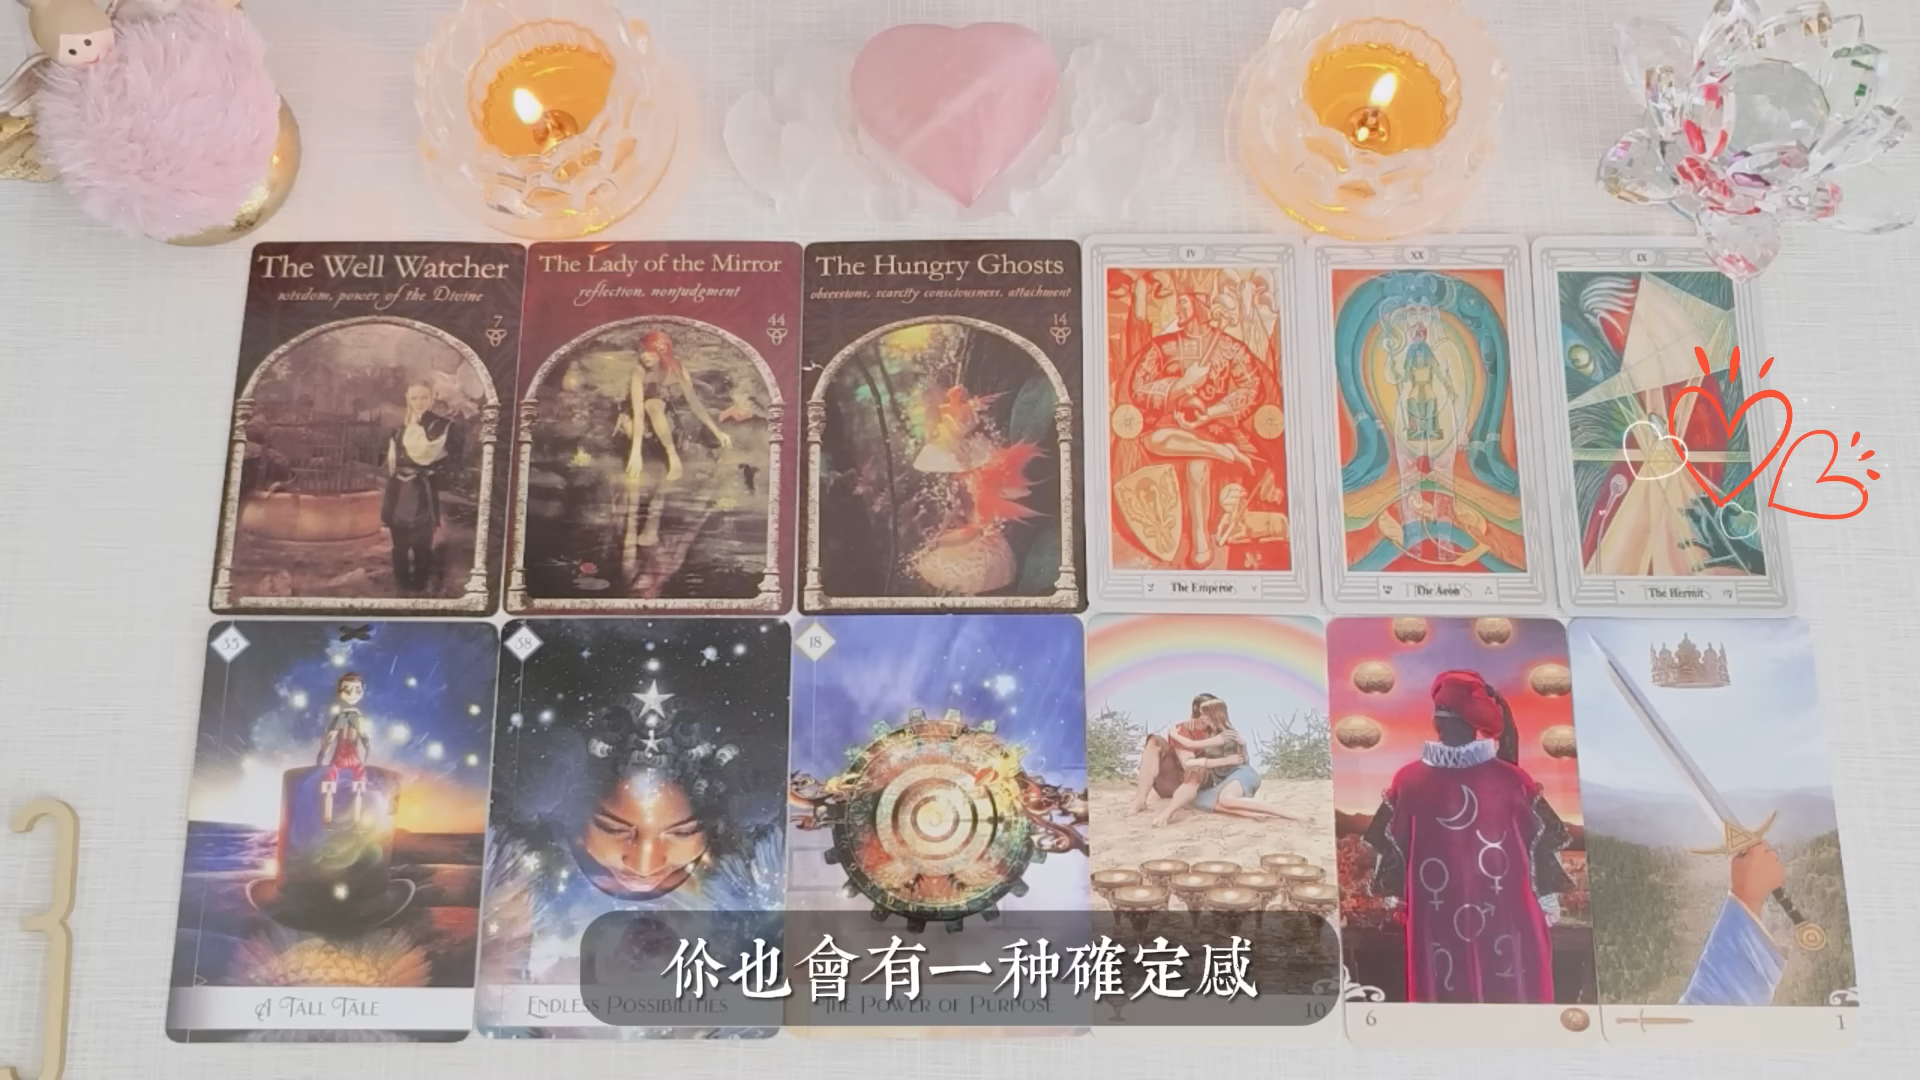 The Well Watcher
wisdom, power of the Divine
7
The Lady of the Mirror
reflection, nonjudgment
44
The Hungry Ghosts
obsessions, scarcity consciousness, attachment
14
IV
The Emperor
XX
The Aeon
IX
The Hermit
35
A Tall Tale
38
Endless Possibilities
18
The Power of Purpose
10
6
1
3
你也會有一种確定感